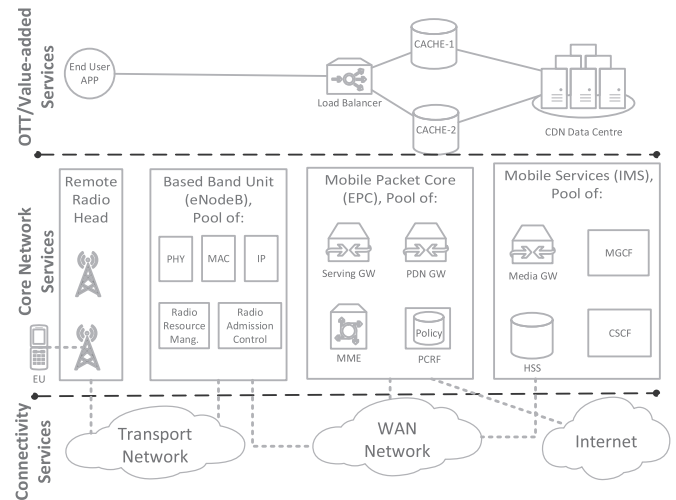 OTT/Value-added
Services
End User
APP
Load Balancer
CACHE-1
CACHE-2
CDN Data Centre
Core Network
Services
Remote
Radio
Head
EU
Based Band Unit
(eNodeB),
Pool of:
PHY
MAC
IP
Radio
Resource
Mang.
Radio
Admission
Control
Mobile Packet Core
(EPC), Pool of:
Serving GW
PDN GW
MME
Policy
PCRF
Mobile Services (IMS),
Pool of:
Media GW
MGCF
HSS
CSCF
Connectivity
Services
Transport
Network
WAN
Network
Internet